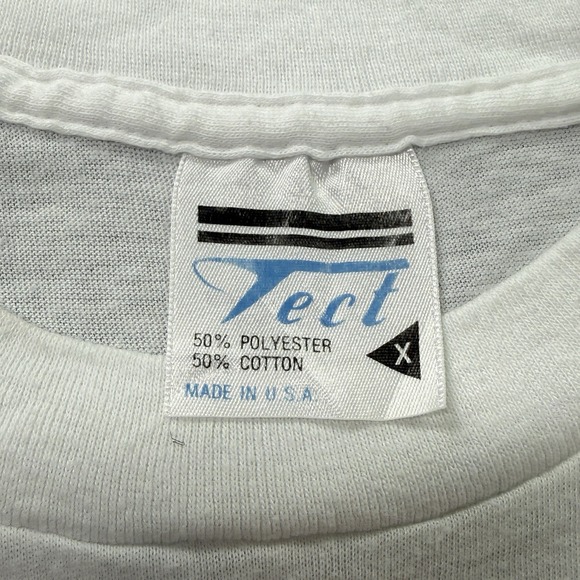 Tect
50% POLYESTER
50% COTTON
X
MADE IN U.S.A.